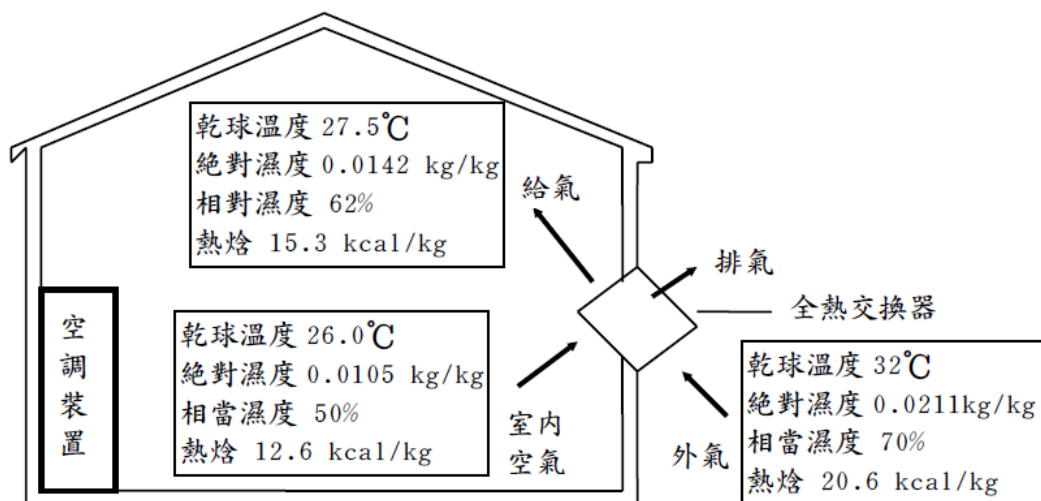 乾球溫度 27.5℃
絕對濕度 0.0142 kg/kg
相對濕度 62%
熱焓 15.3 kcal/kg
給氣
排氣
全熱交換器
空調裝置
乾球溫度 26.0℃
絕對濕度 0.0105 kg/kg
相當濕度 50%
熱焓 12.6 kcal/kg
室內
空氣
外氣
乾球溫度 32℃
絕對濕度 0.0211kg/kg
相當濕度 70%
熱焓 20.6 kcal/kg